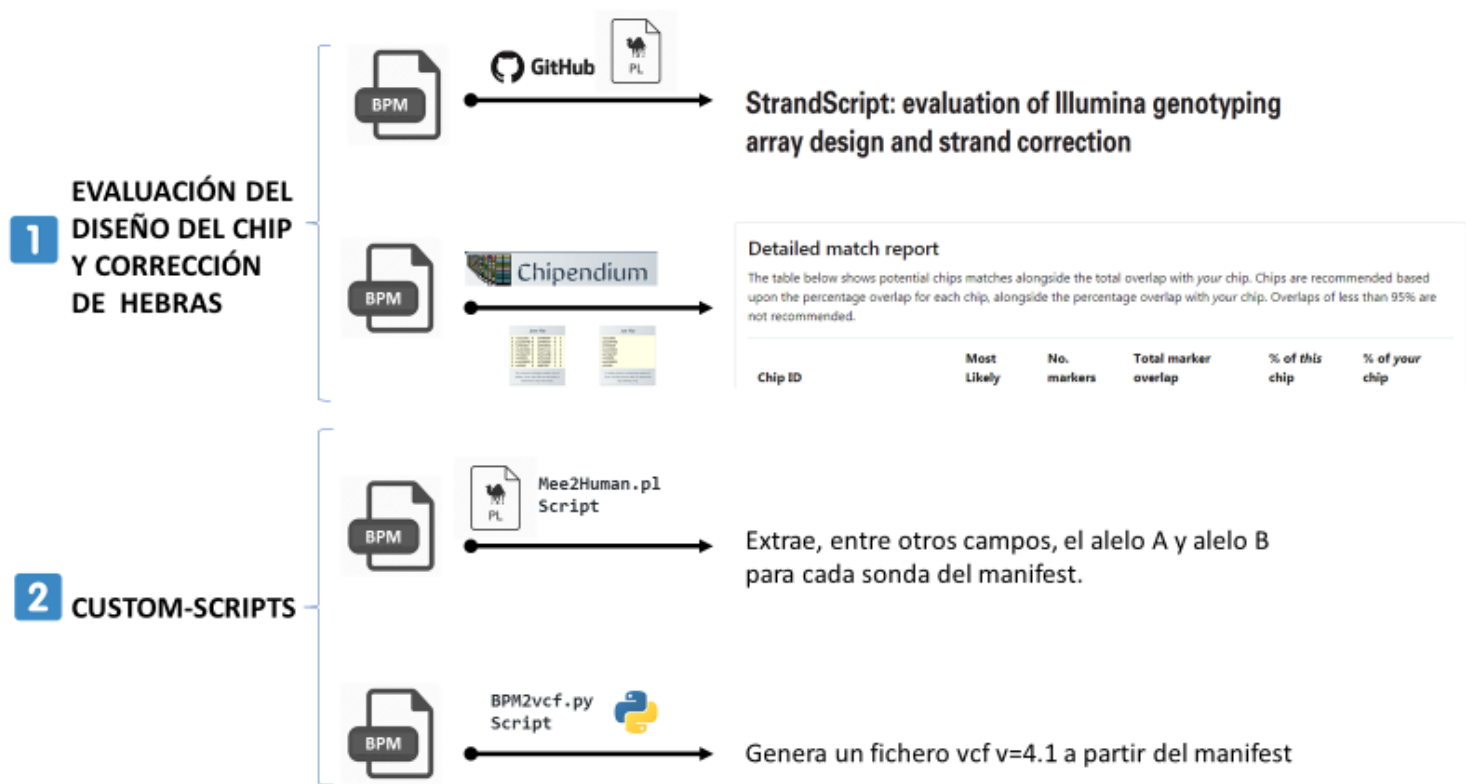 BPM
GitHub
PL
StrandScript: evaluation of Illumina genotyping
array design and strand correction
1
EVALUACIÓN DEL
DISEÑO DEL CHIP
Y CORRECCIÓN
DE HEBRAS
BPM
Chipendium
Detailed match report
The table below shows potential chips matches alongside the total overlap with your chip. Chips are recommended based
upon the percentage overlap for each chip, alongside the percentage overlap with your chip. Overlaps of less than 95% are
not recommended.
Chip ID
Most
Likely
No.
markers
Total marker
overlap
% of this
chip
% of your
chip
2
CUSTOM-SCRIPTS
BPM
PL
Mee2Human.pl
Script
Extrae, entre otros campos, el alelo A y alelo B
para cada sonda del manifest.
BPM
BPM2vcf.py
Script
Genera un fichero vcf v=4.1 a partir del manifest